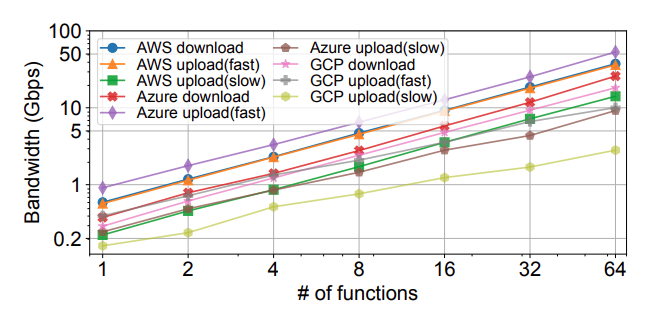 100
50
10
5
1
0.2
Bandwidth (Gbps)
AWS download
AWS upload(fast)
AWS upload(slow)
Azure download
Azure upload(fast)
Azure upload(slow)
GCP download
GCP upload(fast)
GCP upload(slow)
1 2 4 8 16 32 64
# of functions